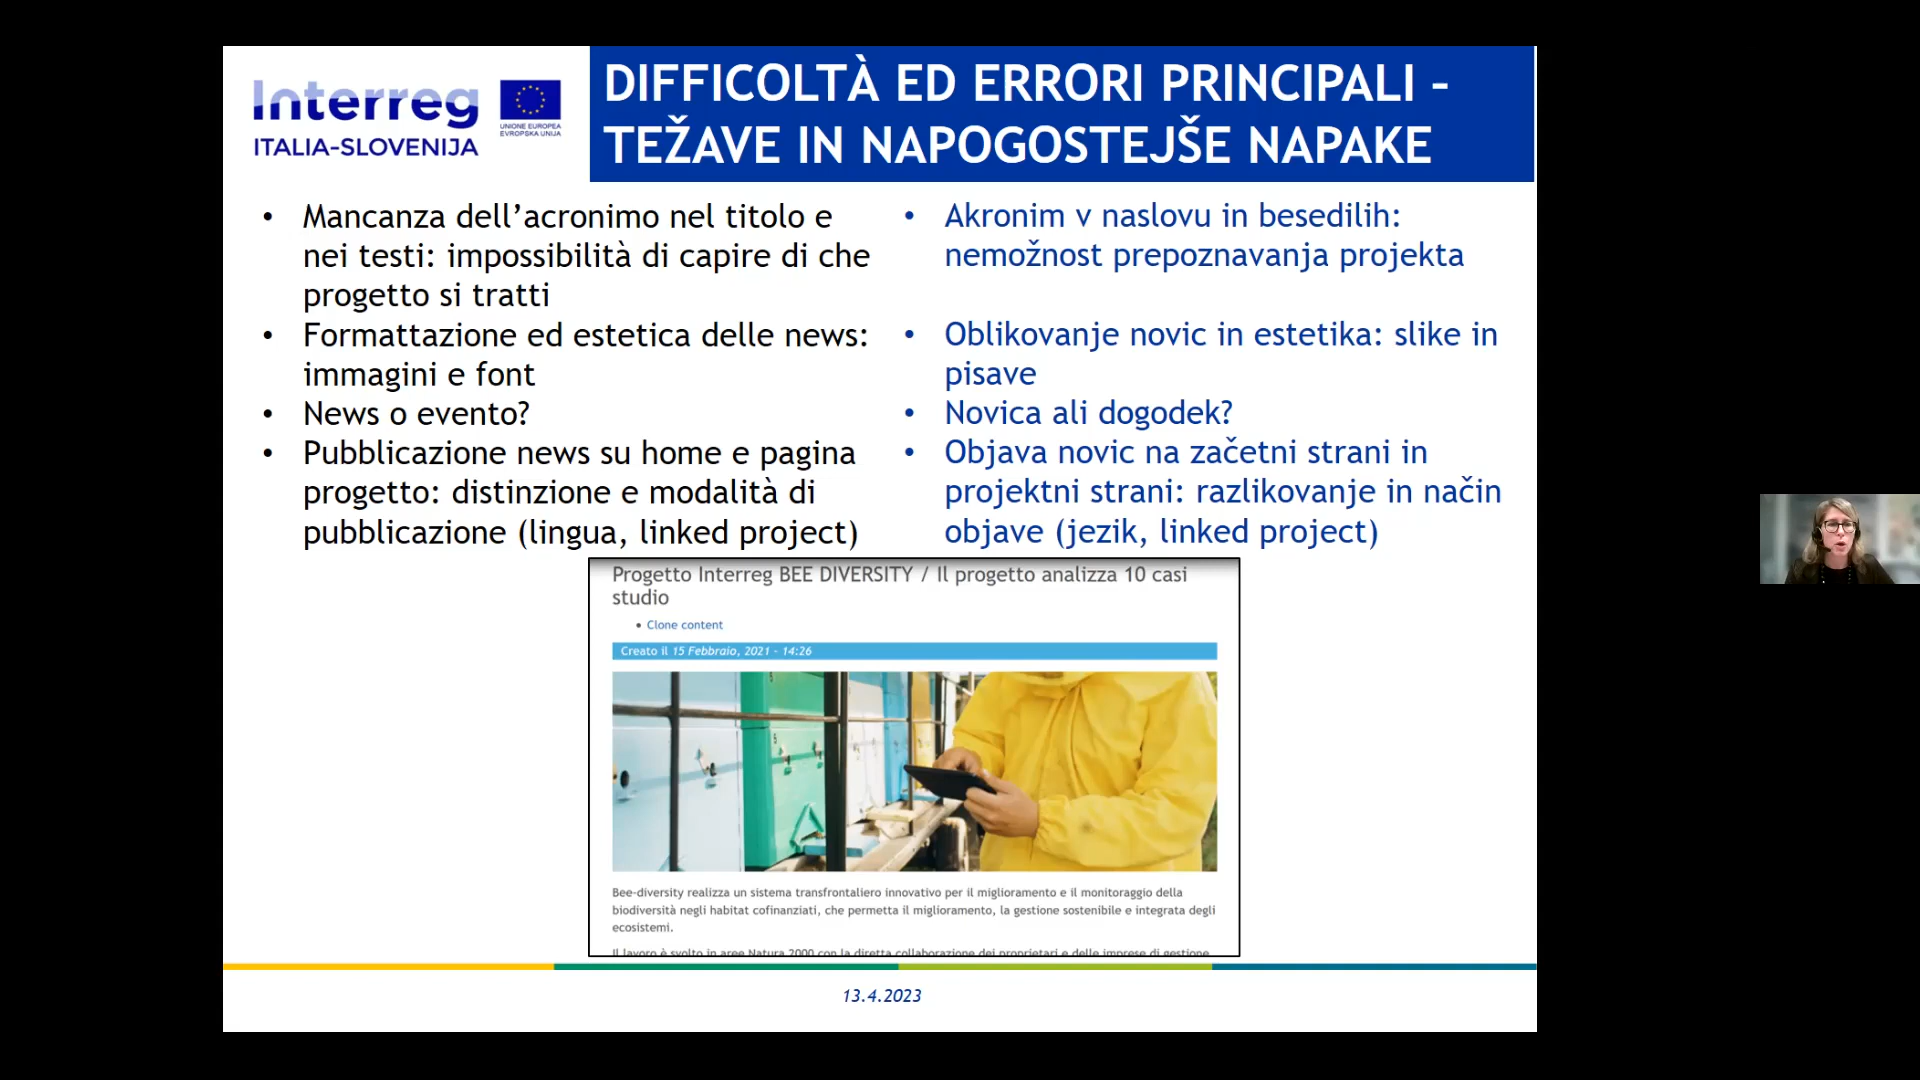 Interreg
ITALIA-SLOVENIJA
UNIONE EUROPEA
EVROPSKA UNIJA
DIFFICOLTÀ ED ERRORI PRINCIPALI –
TEŽAVE IN NAPOGOSTEJŠE NAPAKE
• Mancanza dell’acronimo nel titolo e
nei testi: impossibilità di capire di che
progetto si tratti
• Formattazione ed estetica delle news:
immagini e font
• News o evento?
• Pubblicazione news su home e pagina
progetto: distinzione e modalità di
pubblicazione (lingua, linked project)
• Akronim v naslovu in besedilih:
nemožnost prepoznavanja projekta
• Oblikovanje novic in estetika: slike in
pisave
• Novica ali dogodek?
• Objava novic na začetni strani in
projektni strani: razlikovanje in način
objave (jezik, linked project)
Progetto Interreg BEE DIVERSITY / Il progetto analizza 10 casi
studio
• Clone content
Creato il 15 Febbraio, 2021 - 14:26
Bee-diversity realizza un sistema transfrontaliero innovativo per il miglioramento e il monitoraggio della
biodiversità negli habitat cofinanziati, che permetta il miglioramento, la gestione sostenibile e integrata degli
ecosistemi.
Il lavoro è svolto in aree Natura 2000 con la diretta collaborazione dei proprietari e delle imprese di gestione
13.4.2023